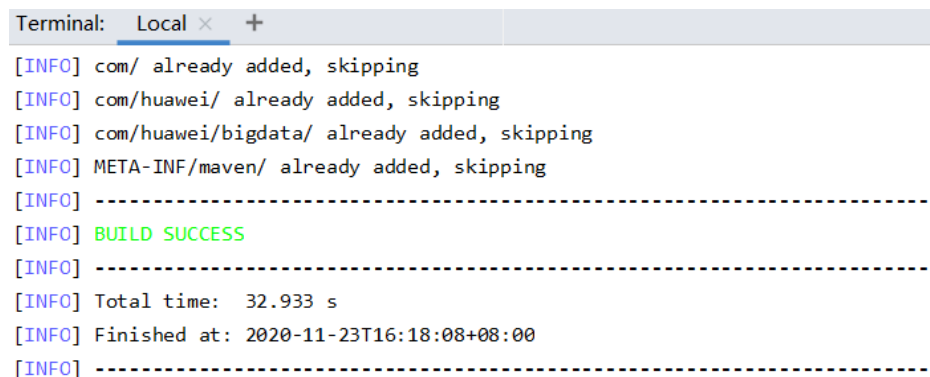 Terminal: Local × +
[INFO] com/ already added, skipping
[INFO] com/huawei/ already added, skipping
[INFO] com/huawei/bigdata/ already added, skipping
[INFO] META-INF/maven/ already added, skipping
[INFO] ------------------------------------------------------------------------
[INFO] BUILD SUCCESS
[INFO] ------------------------------------------------------------------------
[INFO] Total time:  32.933 s
[INFO] Finished at: 2020-11-23T16:18:08+08:00
[INFO] ------------------------------------------------------------------------